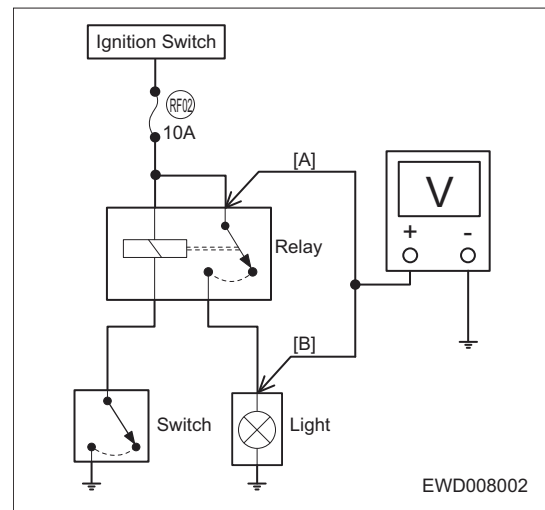 Ignition Switch
RF02
10A
[A]
V
+ -
Relay
[B]
Switch
Light
EWD008002